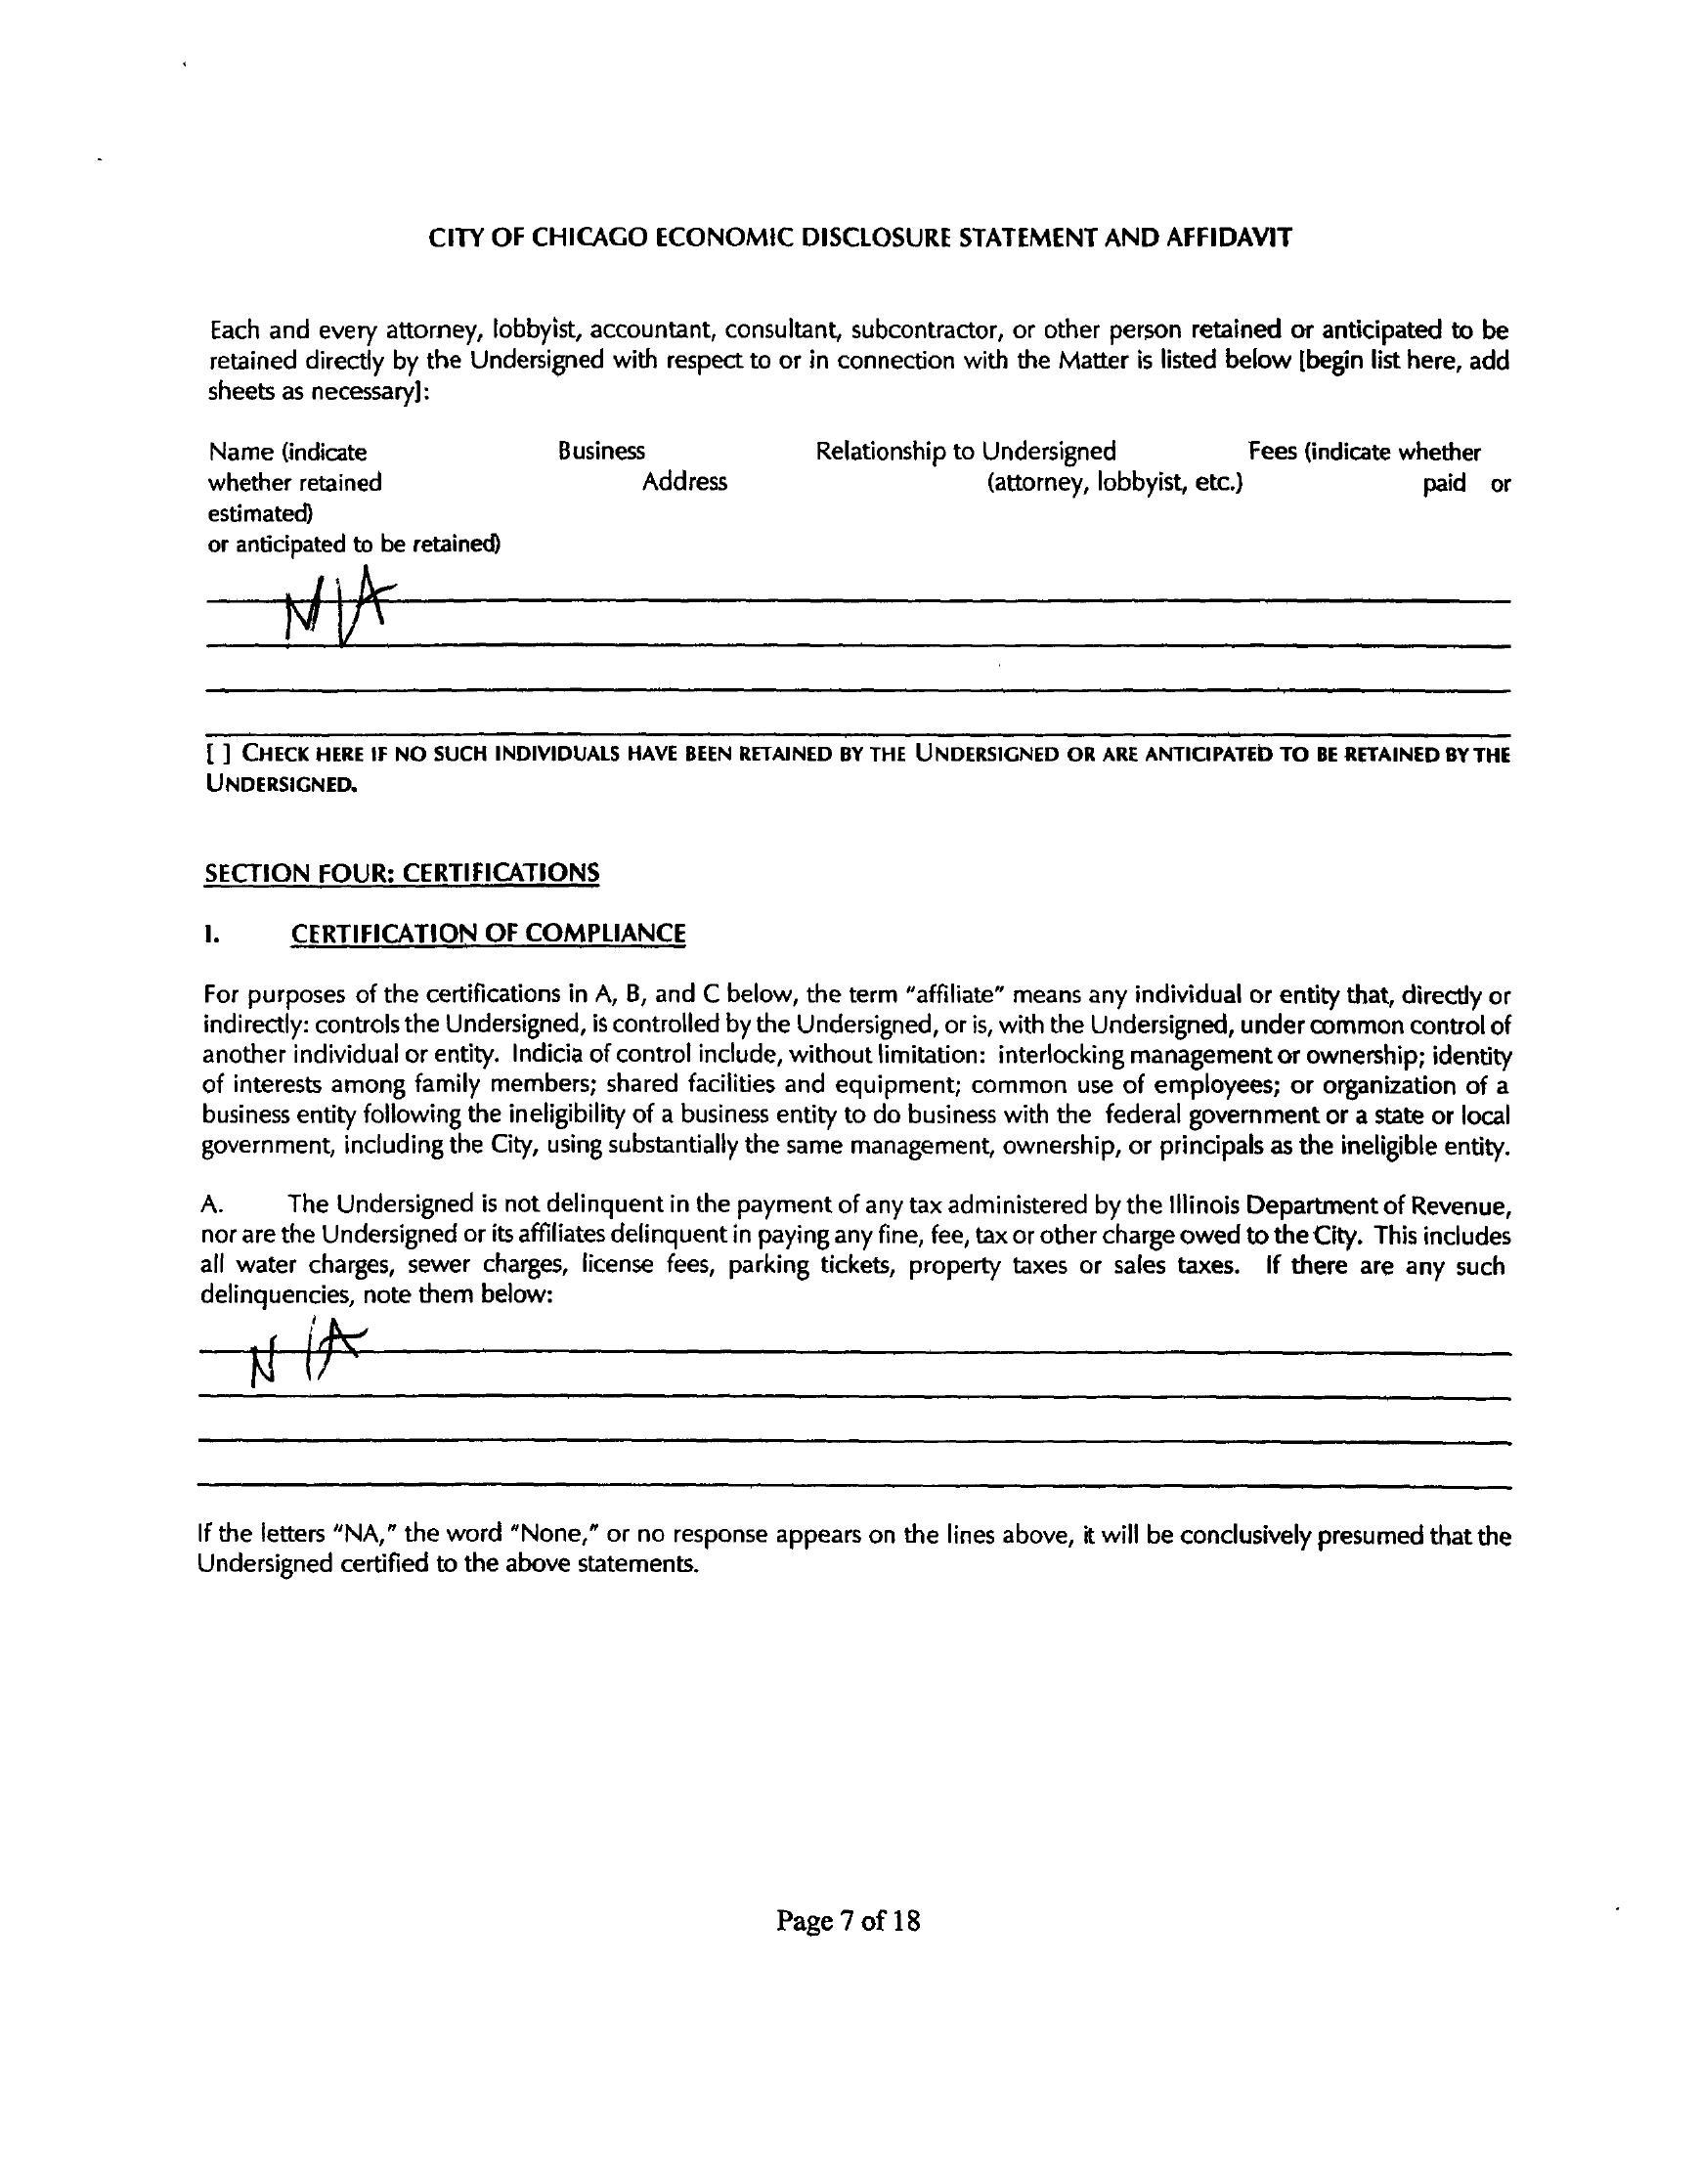 CITY OF CHICAGO ECONOMIC DISCLOSURE STATEMENT AND AFFIDAVIT
Each and every attorney, lobbyist, accountant, consultant, subcontractor, or other person retained or anticipated to be
retained directly by the Undersigned with respect to or in connection with the Matter is listed below [begin list here, add
sheets as necessary]:
Name (indicate Business Relationship to Undersigned Fees (indicate whether
whether retained Address (attorney, lobbyist, etc.) paid or
estimated)
or anticipated to be retained)
N/A
[ ] CHECK HERE IF NO SUCH INDIVIDUALS HAVE BEEN RETAINED BY THE UNDERSIGNED OR ARE ANTICIPATED TO BE RETAINED BY THE
UNDERSIGNED.
SECTION FOUR: CERTIFICATIONS
I. CERTIFICATION OF COMPLIANCE
For purposes of the certifications in A, B, and C below, the term "affiliate" means any individual or entity that, directly or
indirectly: controls the Undersigned, is controlled by the Undersigned, or is, with the Undersigned, under common control of
another individual or entity. Indicia of control include, without limitation: interlocking management or ownership; identity
of interests among family members; shared facilities and equipment; common use of employees; or organization of a
business entity following the ineligibility of a business entity to do business with the federal government or a state or local
government, including the City, using substantially the same management, ownership, or principals as the ineligible entity.
A. The Undersigned is not delinquent in the payment of any tax administered by the Illinois Department of Revenue,
nor are the Undersigned or its affiliates delinquent in paying any fine, fee, tax or other charge owed to the City. This includes
all water charges, sewer charges, license fees, parking tickets, property taxes or sales taxes. If there are any such
delinquencies, note them below:
N/A
If the letters "NA," the word "None," or no response appears on the lines above, it will be conclusively presumed that the
Undersigned certified to the above statements.
Page 7 of 18